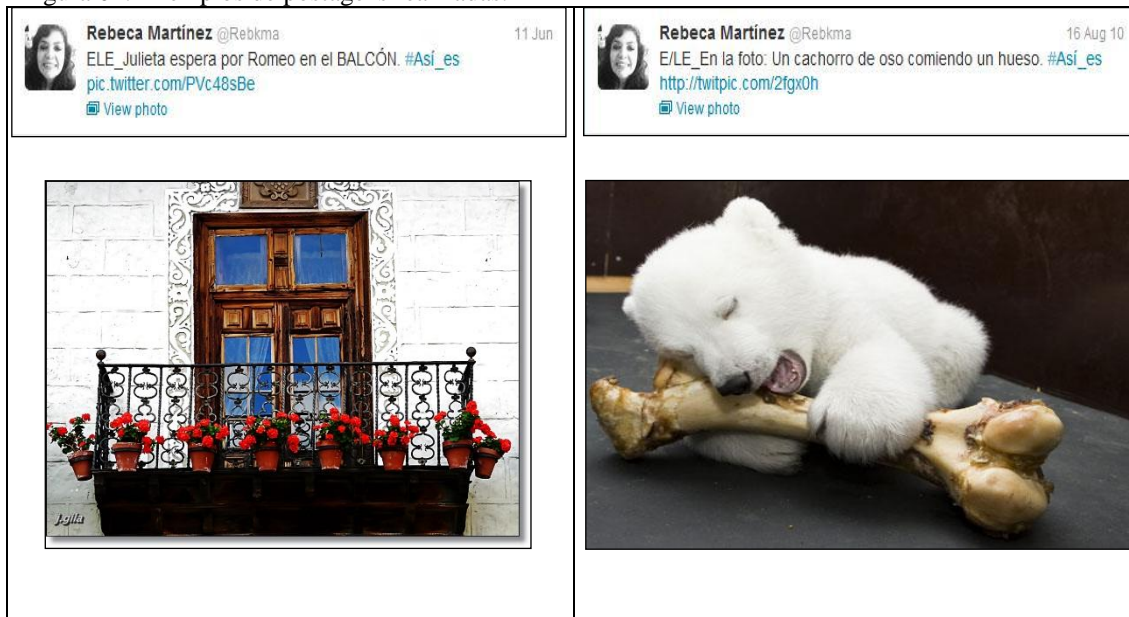 Rebeca Martínez @Rebkma 11 Jun
ELE_Julieta espera por Romeo en el BALCÓN. #Así_es
pic.twitter.com/PVc48sBe
View photo
Rebeca Martínez @Rebkma 16 Aug 10
E/LE_En la foto: Un cachorro de oso comiendo un hueso. #Así_es
http://twitpic.com/2fgx0h
View photo